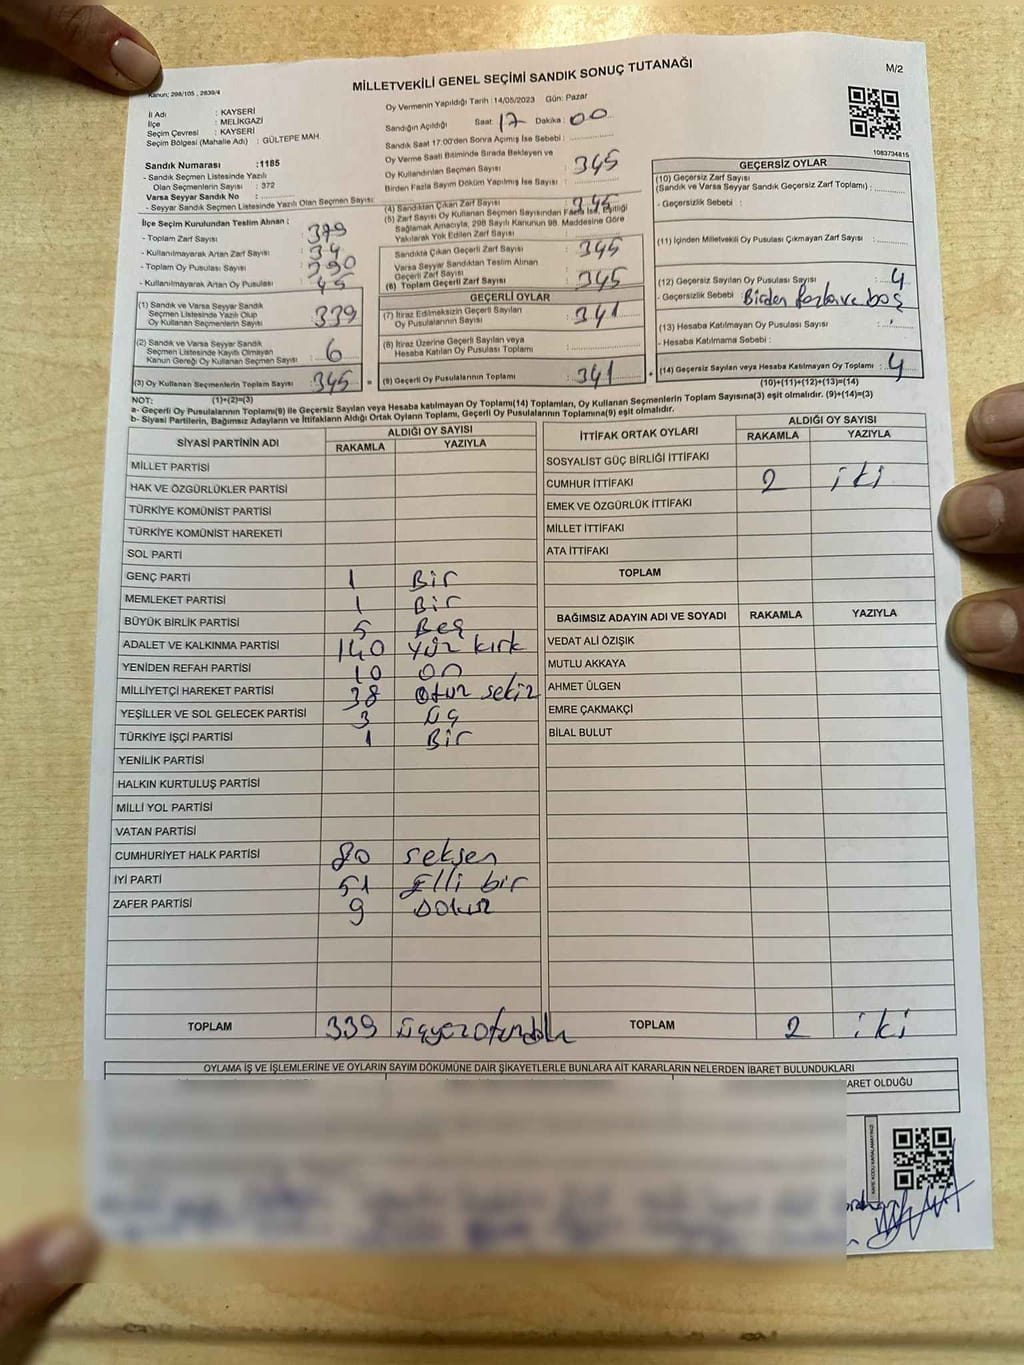 Kanun; 298/105 , 2839/4
MİLLETVEKİLİ GENEL SEÇİMİ SANDIK SONUÇ TUTANAĞI
M/2
İl Adı : KAYSERİ
İlçe : MELİKGAZİ
Seçim Çevresi : KAYSERİ
Seçim Bölgesi (Mahalle Adı) : GÜLTEPE MAH.
Sandık Numarası :1185
- Sandık Seçmen Listesinde Yazılı
Olan Seçmenlerin Sayısı : 372
Varsa Seyyar Sandık No :
- Seyyar Sandık Seçmen Listesinde Yazılı Olan Seçmen Sayısı:
İlçe Seçim Kurulundan Teslim Alınan :
- Toplam Zarf Sayısı : 379
- Kullanılmayarak Artan Zarf Sayısı : 34
- Toplam Oy Pusulası Sayısı : 390
- Kullanılmayarak Artan Oy Pusulası : 45
(1) Sandık ve Varsa Seyyar Sandık
Seçmen Listesinde Yazılı Olup
Oy Kullanan Seçmenlerin Sayısı : 339
(2) Sandık ve Varsa Seyyar Sandık
Seçmen Listesinde Kayıtlı Olmayan
Kanun Gereği Oy Kullanan Seçmen Sayısı : 6
(3) Oy Kullanan Seçmenlerin Toplam Sayısı : 345
(1)+(2)=(3)
Oy Vermenin Yapıldığı Tarih :14/05/2023 Gün: Pazar
Sandığın Açıldığı Saat: 17 Dakika : 00
Sandık Saat 17.00'den Sonra Açımış İse Sebebi :
Oy Verme Saati Bitiminde Sırada Bekleyen ve
Oy Kullandırılan Seçmen Sayısı : 345
Birden Fazla Sayım Döküm Yapılmış İse Sayısı :
(4) Sandıktan Çıkan Zarf Sayısı : 345
(5) Zarf Sayısı Oy Kullanan Seçmen Sayısından Fazla İse, Eşitliği
Sağlamak Amacıyla, 298 Sayılı Kanunun 98. Maddesine Göre
Yakılarak Yok Edilen Zarf Sayısı :
Sandıkta Çıkan Geçerli Zarf Sayısı : 345
Varsa Seyyar Sandıktan Teslim Alınan
Geçerli Zarf Sayısı :
(6) Toplam Geçerli Zarf Sayısı : 345
GEÇERLİ OYLAR
(7) İtiraz Edilmeksizin Geçerli Sayılan
Oy Pusulalarının Sayısı : 341
(8) İtiraz Üzerine Geçerli Sayılan veya
Hesaba Katılan Oy Pusulası Toplamı :
(9) Geçerli Oy Pusulalarının Toplamı : 341
1083734815
GEÇERSİZ OYLAR
(10) Geçersiz Zarf Sayısı
(Sandık ve Varsa Seyyar Sandık Geçersiz Zarf Toplamı) :
- Geçersizlik Sebebi :
(11) İçinden Milletvekili Oy Pusulası Çıkmayan Zarf Sayısı :
(12) Geçersiz Sayılan Oy Pusulası Sayısı : 4
- Geçersizlik Sebebi : Birden fazla ve boş
(13) Hesaba Katılmayan Oy Pusulası Sayısı :
- Hesaba Katılmama Sebebi :
(14) Geçersiz Sayılan veya Hesaba Katılmayan Oy Toplamı : 4
(10)+(11)+(12)+(13)=(14)
NOT:
a- Geçerli Oy Pusulaları Toplamı(9) ile Geçersiz Sayılan veya Hesaba katılmayan Oy Toplamı(14) Toplamları, Oy Kullanan Seçmenlerin Toplam Sayısına(3) eşit olmalıdır. (9)+(14)=(3)
b- Siyasi Partilerin, Bağımsız Adayların ve İttifakların Aldığı Oyların Toplamı, Geçerli Oy Pusulalarının Toplamına(9) eşit olmalıdır.
SİYASİ PARTİNİN ADI ALDIĞI OY SAYISI
RAKAMLA YAZIYLA
MİLLET PARTİSİ
HAK VE ÖZGÜRLÜKLER PARTİSİ
TÜRKİYE KOMÜNİST PARTİSİ
TÜRKİYE KOMÜNİST HAREKETİ
SOL PARTİ
GENÇ PARTİ 1 Bir
MEMLEKET PARTİSİ 1 Bir
BÜYÜK BİRLİK PARTİSİ 5 Beş
ADALET VE KALKINMA PARTİSİ 140 yüz kırk
YENİDEN REFAH PARTİSİ 10 on
MİLLİYETÇİ HAREKET PARTİSİ 38 otuz sekiz
YEŞİLLER VE SOL GELECEK PARTİSİ 3 üç
TÜRKİYE İŞÇİ PARTİSİ 1 Bir
YENİLİK PARTİSİ
HALKIN KURTULUŞ PARTİSİ
MİLLİ YOL PARTİSİ
VATAN PARTİSİ
CUMHURİYET HALK PARTİSİ 80 seksen
İYİ PARTİ 51 Elli bir
ZAFER PARTİSİ 9 Dokuz
TOPLAM 339
İTTİFAK ORTAK OYLARI ALDIĞI OY SAYISI
RAKAMLA YAZIYLA
SOSYALİST GÜÇ BİRLİĞİ İTTİFAKI
CUMHUR İTTİFAKI 2 iki
EMEK VE ÖZGÜRLÜK İTTİFAKI
MİLLET İTTİFAKI
ATA İTTİFAKI
TOPLAM
BAĞIMSIZ ADAYIN ADI VE SOYADI RAKAMLA YAZIYLA
VEDAT ALİ ÖZIŞIK
MUTLU AKKAYA
AHMET ÜLGEN
EMRE ÇAKMAKÇİ
BİLAL BULUT
TOPLAM 2 iki
OYLAMA İŞ VE İŞLEMLERİNE VE OYLARIN SAYIM DÖKÜMÜNE DAİR ŞİKAYETLERLE BUNLARA AİT KARARLARIN NELERDEN İBARET BULUNDUKLARI
ARET OLDUĞU
KARE KODU KARALAMAYINIZ!